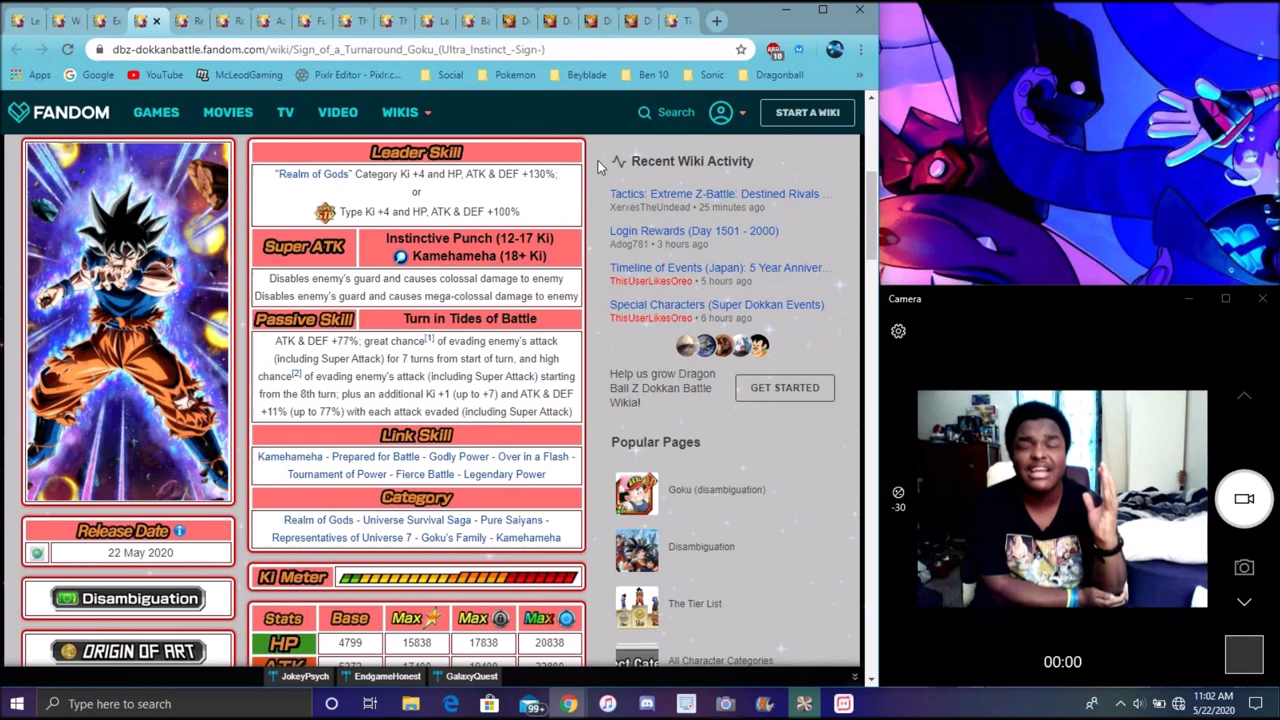 Le
W
E
Re
Re
A
Fu
Th
Th
La
Ba
D
D
D
D
Ti
dbz-dokkanbattle.fandom.com/wiki/Sign_of_a_Turnaround_Goku_(Ultra_Instinct_-Sign-)
10
Apps Google YouTube McLeodGaming Pixlr Editor - Pixlr.c... Social Pokemon Beyblade Ben 10 Sonic Dragonball »
FANDOM GAMES MOVIES TV VIDEO WIKIS Search START A WIKI
Leader Skill
"Realm of Gods" Category Ki +4 and HP, ATK & DEF +130%;
or
STR Type Ki +4 and HP, ATK & DEF +100%
Super ATK
Instinctive Punch (12-17 Ki)
Kamehameha (18+ Ki)
Disables enemy's guard and causes colossal damage to enemy
Disables enemy's guard and causes mega-colossal damage to enemy
Passive Skill Turn in Tides of Battle
ATK & DEF +77%; great chance[1] of evading enemy's attack
(including Super Attack) for 7 turns from start of turn, and high
chance[2] of evading enemy's attack (including Super Attack) starting
from the 8th turn; plus an additional Ki +1 (up to +7) and ATK & DEF
+11% (up to 77%) with each attack evaded (including Super Attack)
Link Skill
Kamehameha - Prepared for Battle - Godly Power - Over in a Flash -
Tournament of Power - Fierce Battle - Legendary Power
Category
Realm of Gods - Universe Survival Saga - Pure Saiyans -
Representatives of Universe 7 - Goku's Family - Kamehameha
Ki Meter
Stats Base Max Max Max
HP 4799 15838 17838 20838
Release Date
22 May 2020
Disambiguation
ORIGIN OF ART
Recent Wiki Activity
Tactics: Extreme Z-Battle: Destined Rivals ...
XerxesTheUndead • 25 minutes ago
Login Rewards (Day 1501 - 2000)
Adog781 • 3 hours ago
Timeline of Events (Japan): 5 Year Anniver...
ThisUserLikesOreo • 5 hours ago
Special Characters (Super Dokkan Events)
ThisUserLikesOreo • 6 hours ago
Help us grow Dragon
Ball Z Dokkan Battle
Wikia!
GET STARTED
Popular Pages
Goku (disambiguation)
Disambiguation
The Tier List
All Character Categories
JokeyPsych EndgameHonest GalaxyQuest
Camera
-30
00:00
Type here to search
99+
11:02 AM
5/22/2020